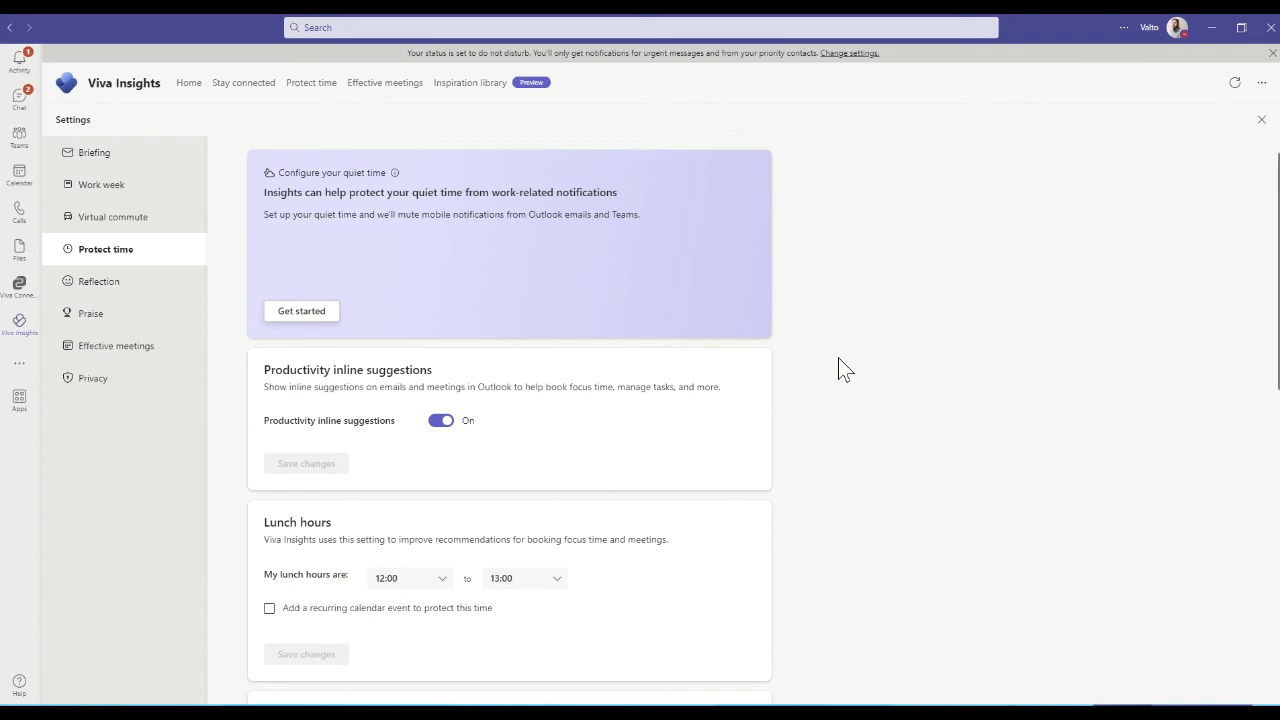 Search
Valto
Your status is set to do not disturb. You'll only get notifications for urgent messages and from your priority contacts. Change settings.
1
Activity
2
Chat
Teams
Calendar
Calls
Files
Viva Conne...
Viva Insights
Apps
Help
Viva Insights
Home
Stay connected
Protect time
Effective meetings
Inspiration library
Preview
Settings
Briefing
Work week
Virtual commute
Protect time
Reflection
Praise
Effective meetings
Privacy
Configure your quiet time
Insights can help protect your quiet time from work-related notifications
Set up your quiet time and we'll mute mobile notifications from Outlook emails and Teams.
Get started
Productivity inline suggestions
Show inline suggestions on emails and meetings in Outlook to help book focus time, manage tasks, and more.
Productivity inline suggestions On
Save changes
Lunch hours
Viva Insights uses this setting to improve recommendations for booking focus time and meetings.
My lunch hours are: 12:00 to 13:00
Add a recurring calendar event to protect this time
Save changes